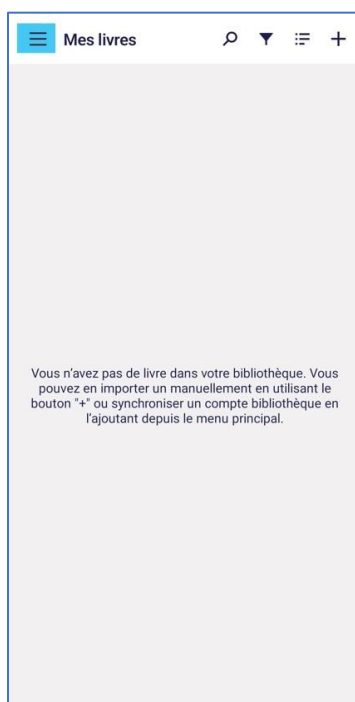 Mes livres
Vous n'avez pas de livre dans votre bibliothèque. Vous
pouvez en importer un manuellement en utilisant le
bouton "+" ou synchroniser un compte bibliothèque en
l'ajoutant depuis le menu principal.